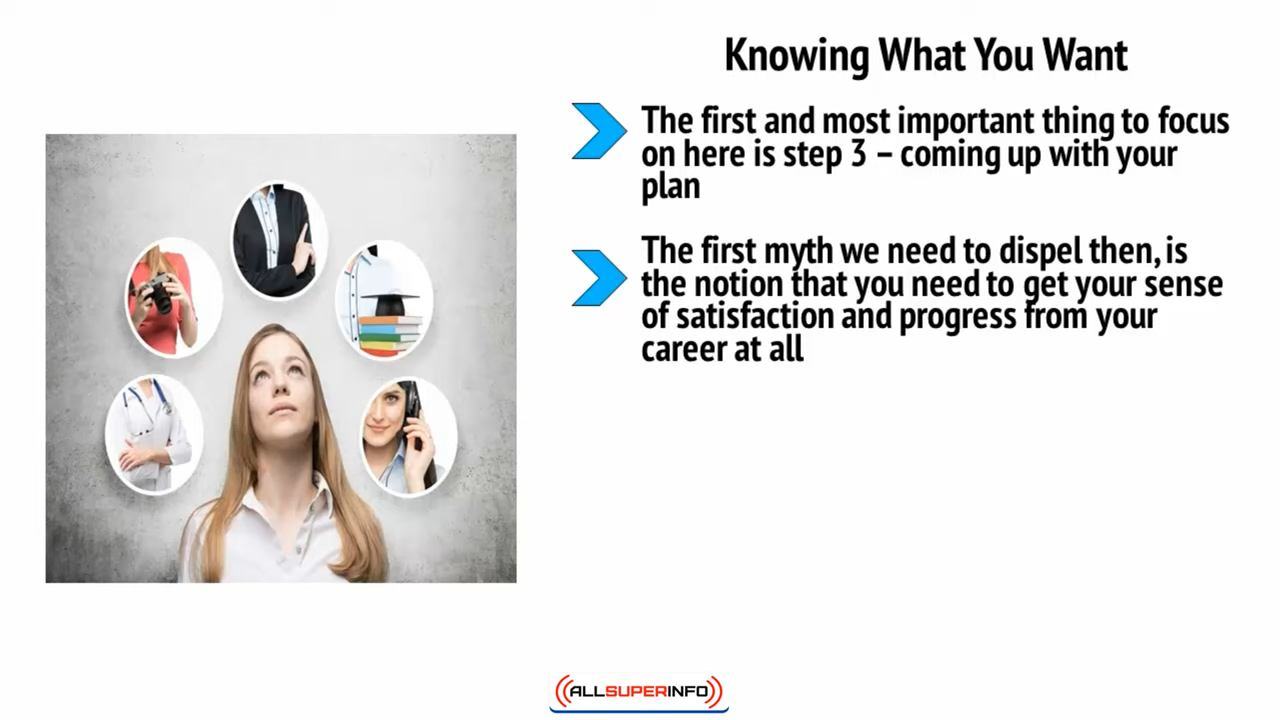 Knowing What You Want
The first and most important thing to focus
on here is step 3 – coming up with your
plan
The first myth we need to dispel then, is
the notion that you need to get your sense
of satisfaction and progress from your
career at all
ALLSUPERINFO